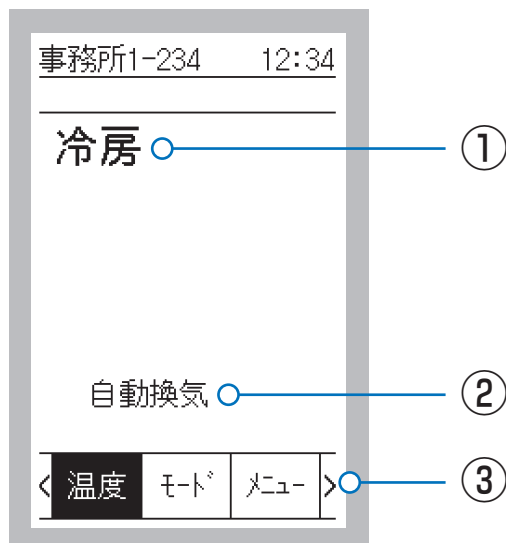 事務所1-234 12:34
冷房 ①
自動換気 ②
< 温度 ﾓｰﾄﾞ ﾒﾆｭｰ > ③